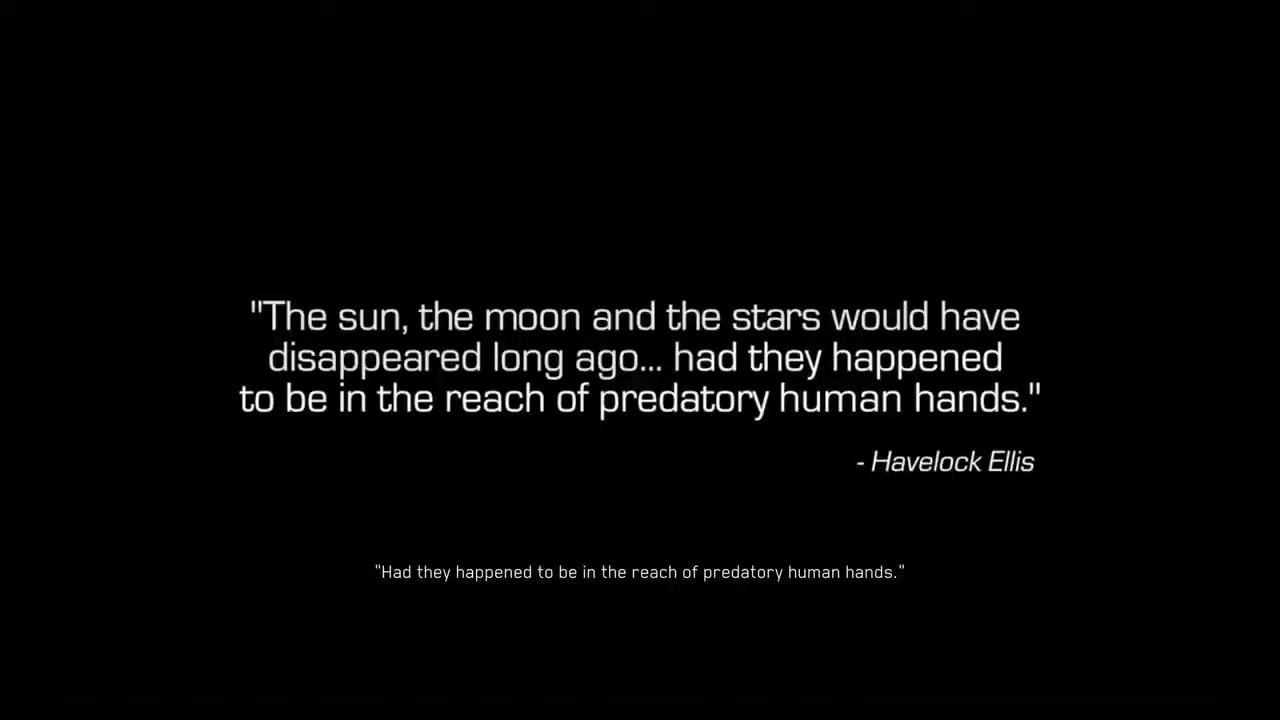 "The sun, the moon and the stars would have
disappeared long ago... had they happened
to be in the reach of predatory human hands."
- Havelock Ellis
"Had they happened to be in the reach of predatory human hands."